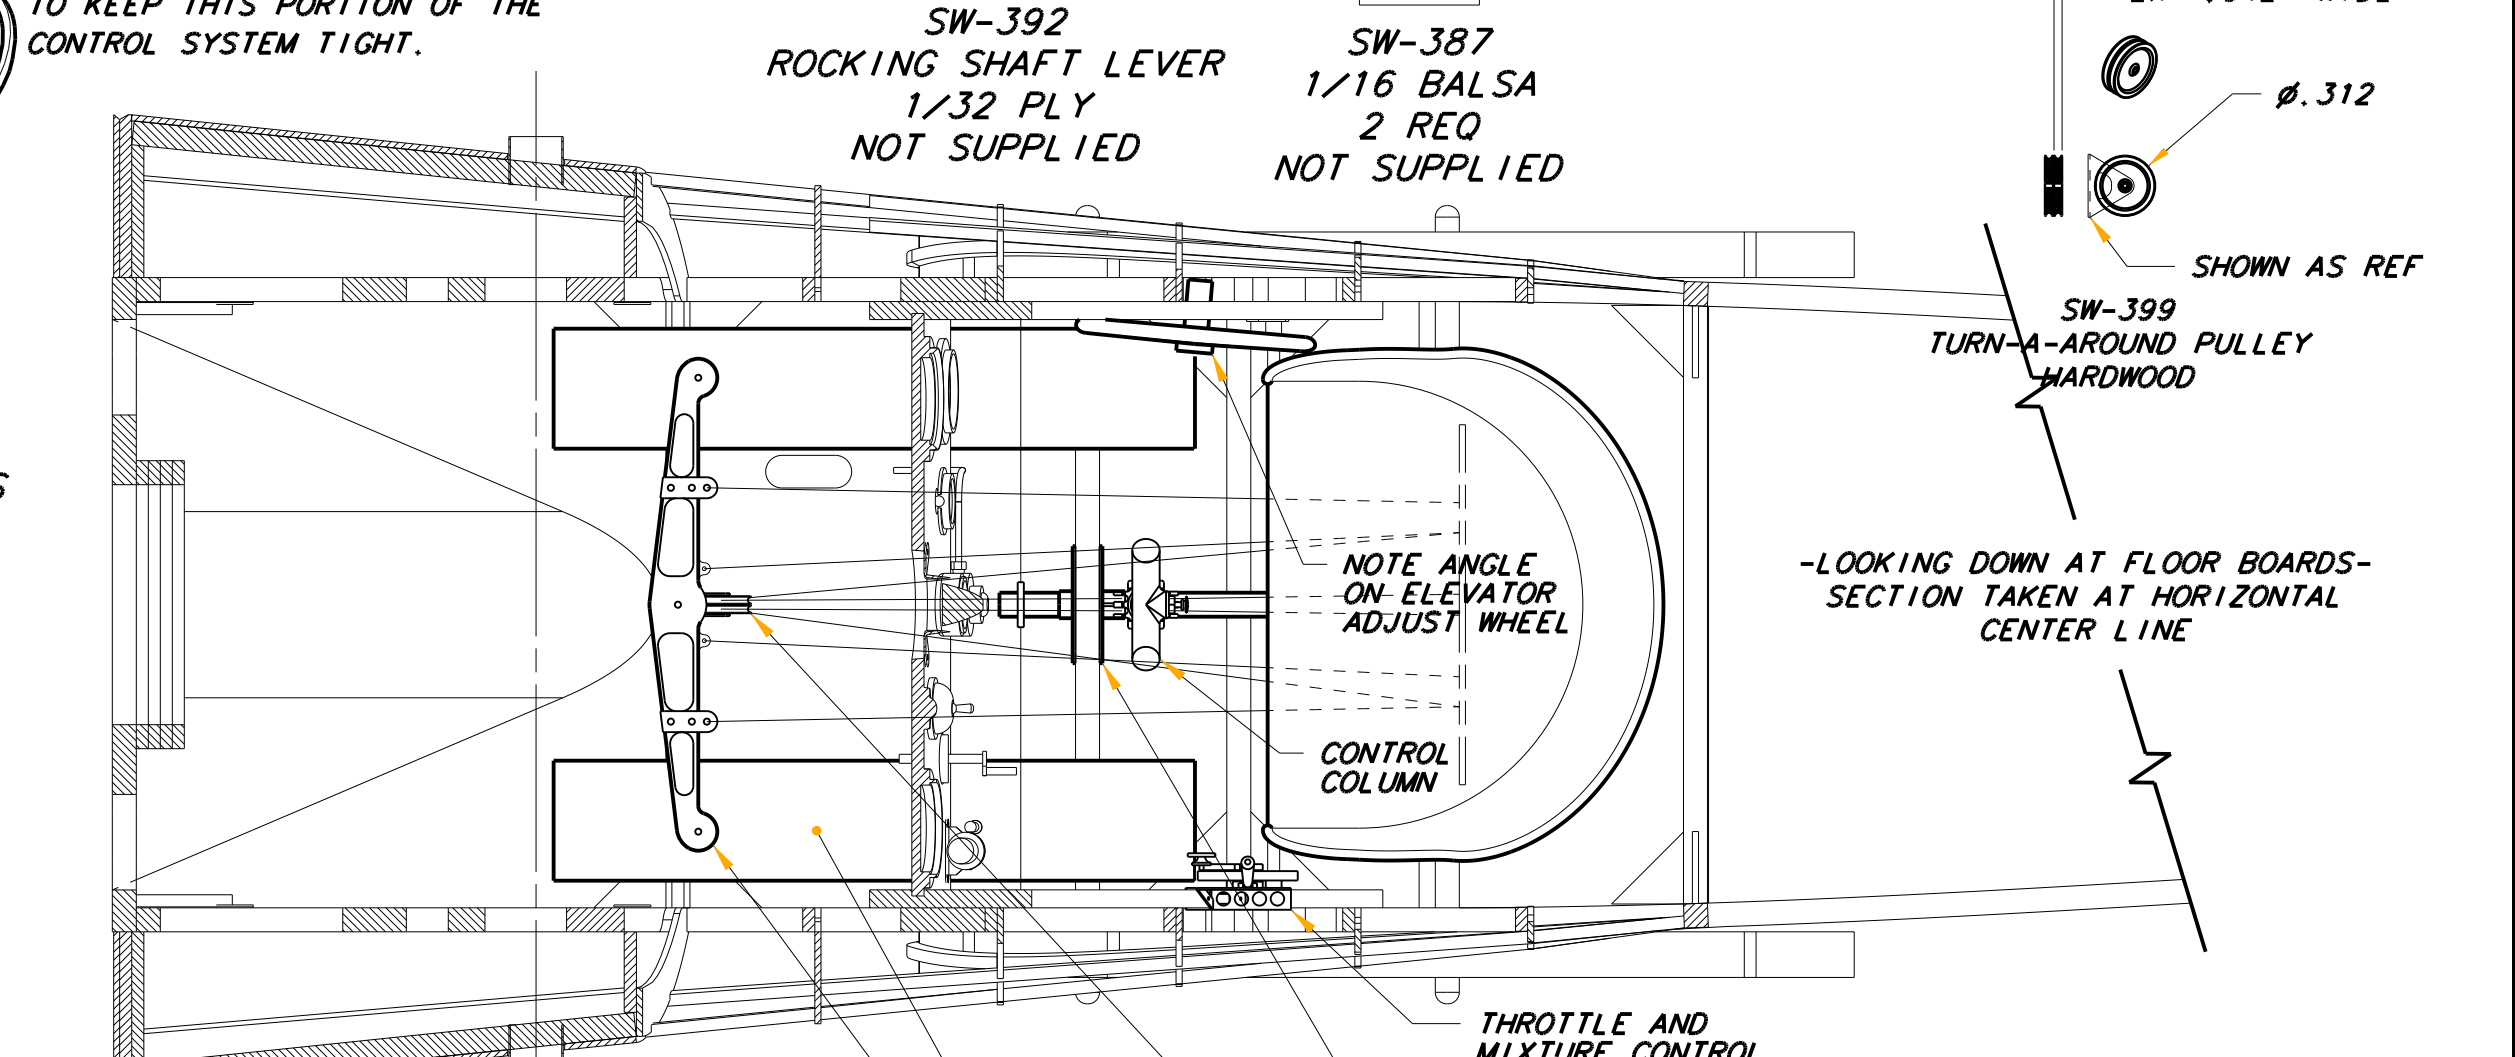 TO KEEP THIS PORTION OF THE
CONTROL SYSTEM TIGHT.
SW-392
ROCKING SHAFT LEVER
1/32 PLY
NOT SUPPLIED
SW-387
1/16 BALSA
2 REQ
NOT SUPPLIED
Ø.312
SHOWN AS REF
SW-399
TURN-A-AROUND PULLEY
HARDWOOD
NOTE ANGLE
ON ELEVATOR
ADJUST WHEEL
-LOOKING DOWN AT FLOOR BOARDS-
SECTION TAKEN AT HORIZONTAL
CENTER LINE
CONTROL
COLUMN
THROTTLE AND
MIXTURE CONTROL